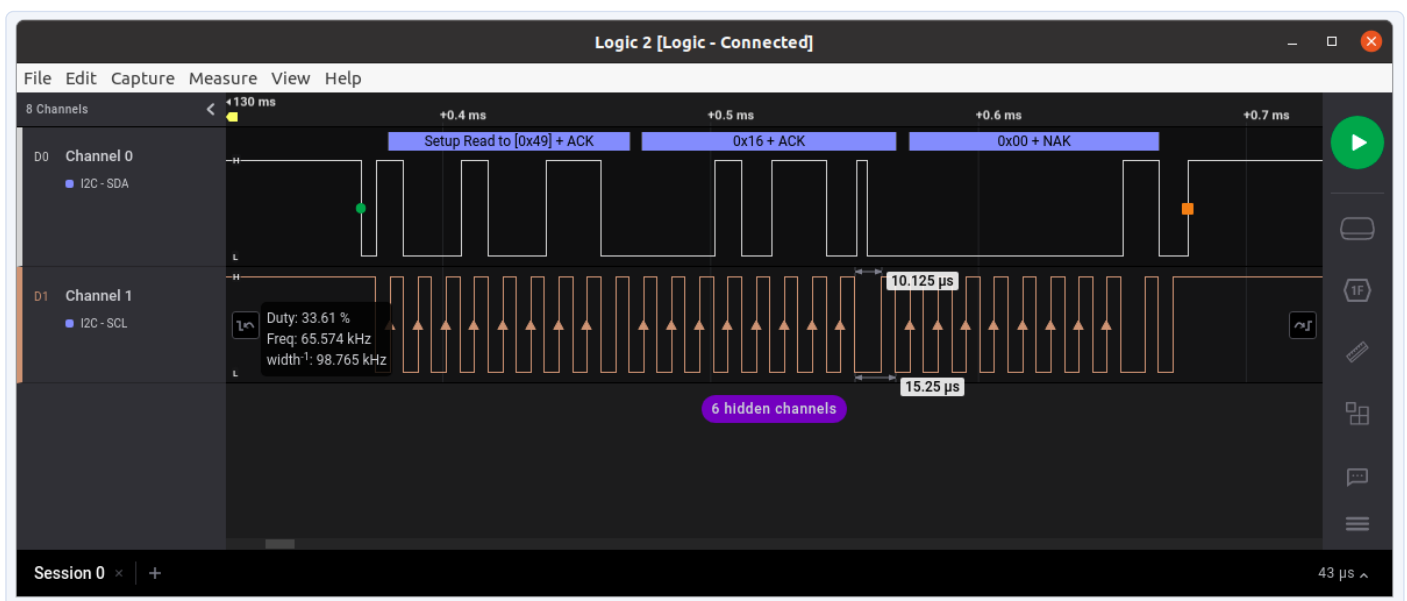 Logic 2 [Logic - Connected]
File Edit Capture Measure View Help
8 Channels
130 ms
+0.4 ms
+0.5 ms
+0.6 ms
+0.7 ms
Setup Read to [0x49] + ACK
0x16 + ACK
0x00 + NAK
D0 Channel 0
I2C - SDA
H
L
D1 Channel 1
I2C - SCL
H
L
10.125 µs
Duty: 33.61 %
Freq: 65.574 kHz
width-1: 98.765 kHz
15.25 µs
1F
6 hidden channels
Session 0
43 µs